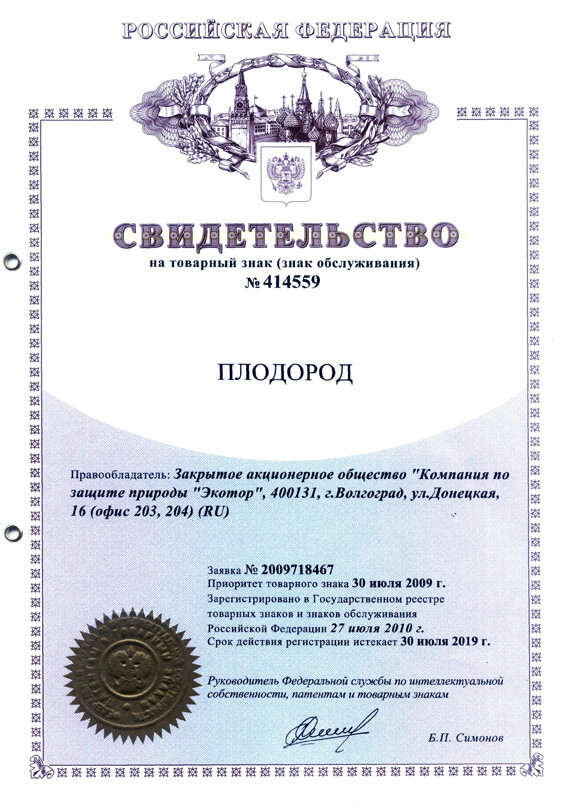 РОССИЙСКАЯ ФЕДЕРАЦИЯ
СВИДЕТЕЛЬСТВО
на товарный знак (знак обслуживания)
№ 414559
ПЛОДОРОД
Правообладатель: Закрытое акционерное общество "Компания по
защите природы "Экотор", 400131, г.Волгоград, ул.Донецкая,
16 (офис 203, 204) (RU)
Заявка № 2009718467
Приоритет товарного знака 30 июля 2009 г.
Зарегистрировано в Государственном реестре
товарных знаков и знаков обслуживания
Российской Федерации 27 июля 2010 г.
Срок действия регистрации истекает 30 июля 2019 г.
Руководитель Федеральной службы по интеллектуальной
собственности, патентам и товарным знакам
Б.П. Симонов